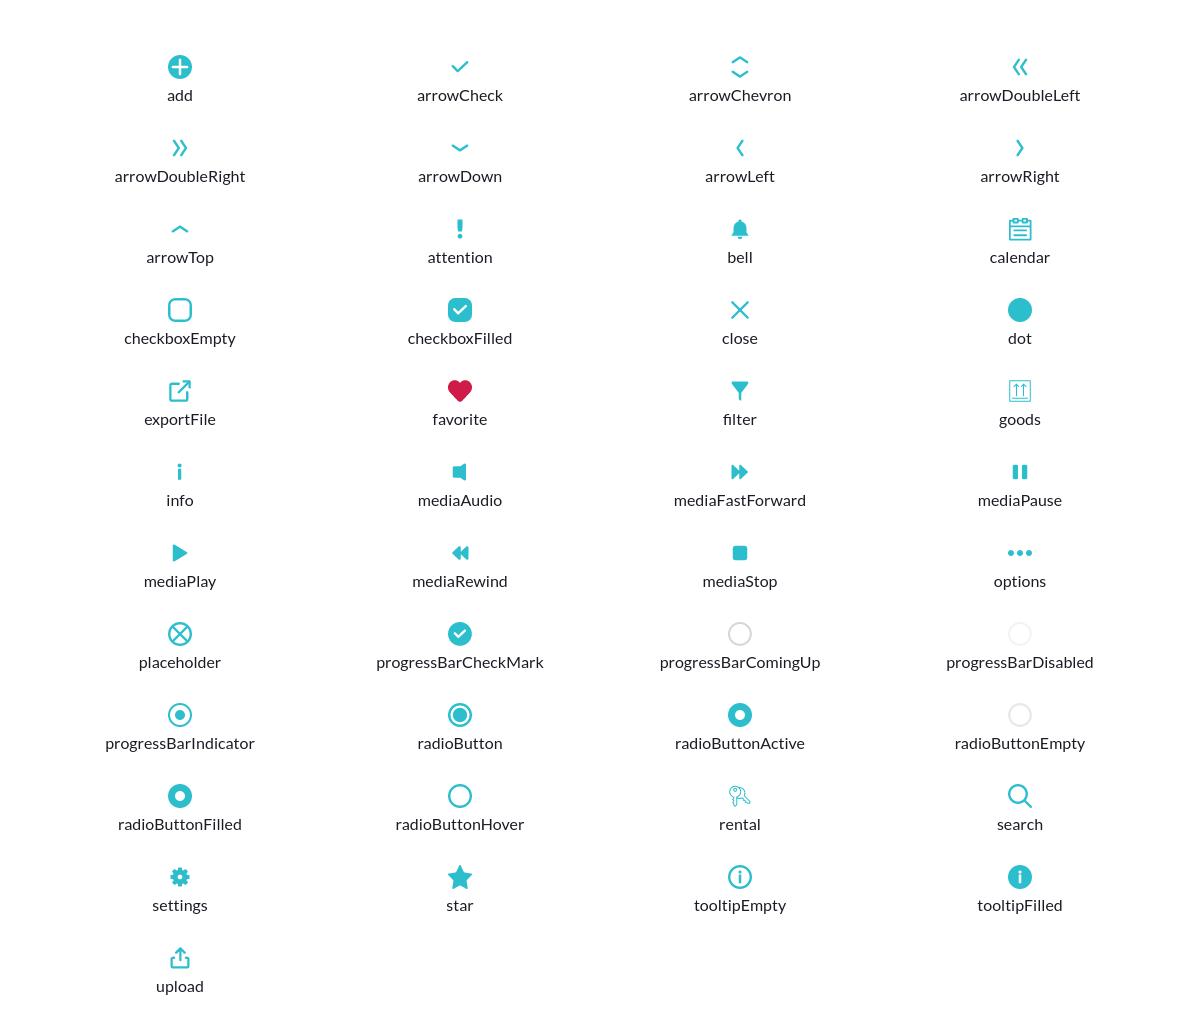 add arrowCheck arrowChevron arrowDoubleLeft
arrowDoubleRight arrowDown arrowLeft arrowRight
arrowTop attention bell calendar
checkboxEmpty checkboxFilled close dot
exportFile favorite filter goods
info mediaAudio mediaFastForward mediaPause
mediaPlay mediaRewind mediaStop options
placeholder progressBarCheckMark progressBarComingUp progressBarDisabled
progressBarIndicator radioButton radioButtonActive radioButtonEmpty
radioButtonFilled radioButtonHover rental search
settings star tooltipEmpty tooltipFilled
upload